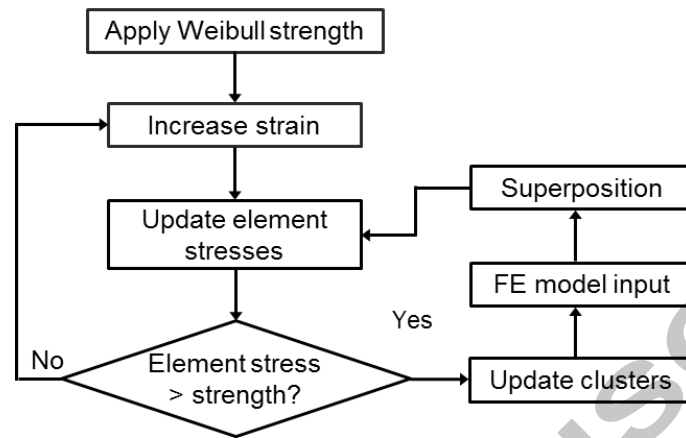 Apply Weibull strength
Increase strain
Update element
stresses
Superposition
FE model input
Yes
No
Element stress
> strength?
Update clusters